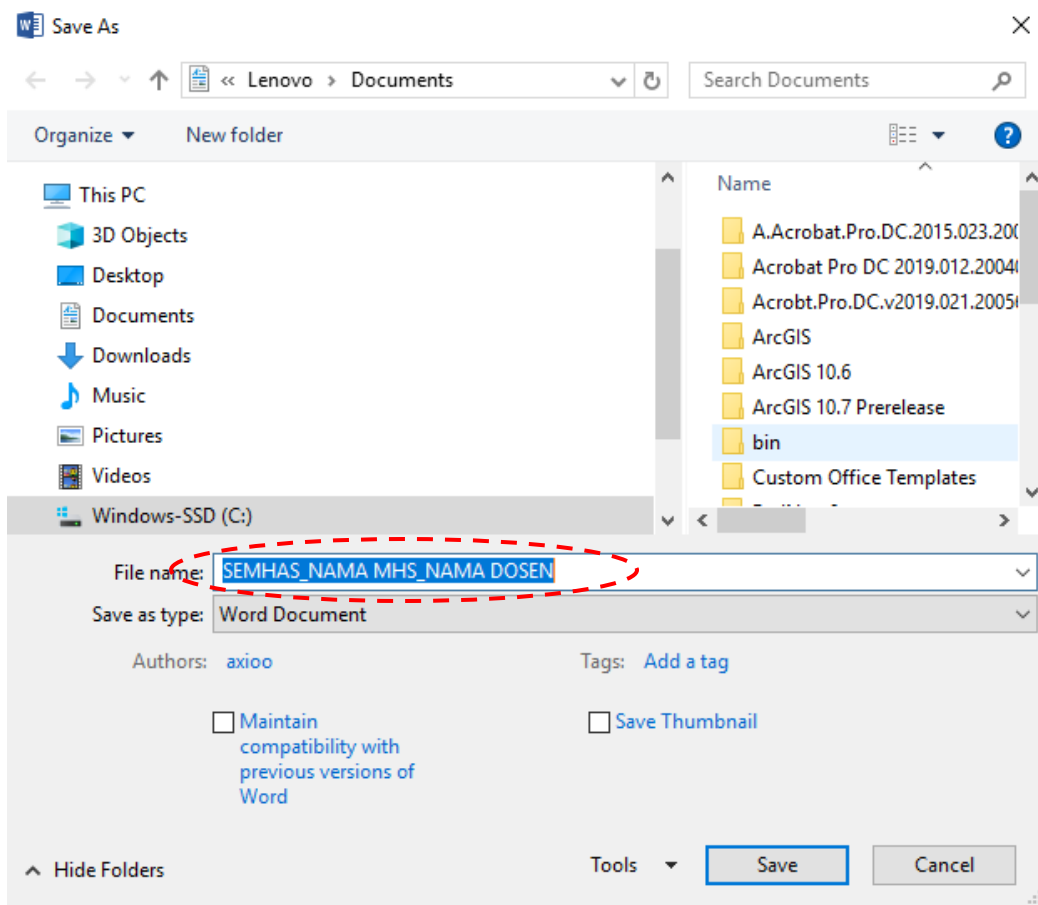 Save As
« Lenovo › Documents
Search Documents
Organize
New folder
This PC
3D Objects
Desktop
Documents
Downloads
Music
Pictures
Videos
Windows-SSD (C:)
Name
A.Acrobat.Pro.DC.2015.023.200
Acrobat Pro DC 2019.012.2004
Acrobt.Pro.DC.v2019.021.2005
ArcGIS
ArcGIS 10.6
ArcGIS 10.7 Prerelease
bin
Custom Office Templates
File name: SEMHAS_NAMA MHS_NAMA DOSEN
Save as type: Word Document
Authors: axioo
Tags: Add a tag
Maintain
compatibility with
previous versions of
Word
Save Thumbnail
Hide Folders
Tools
Save
Cancel